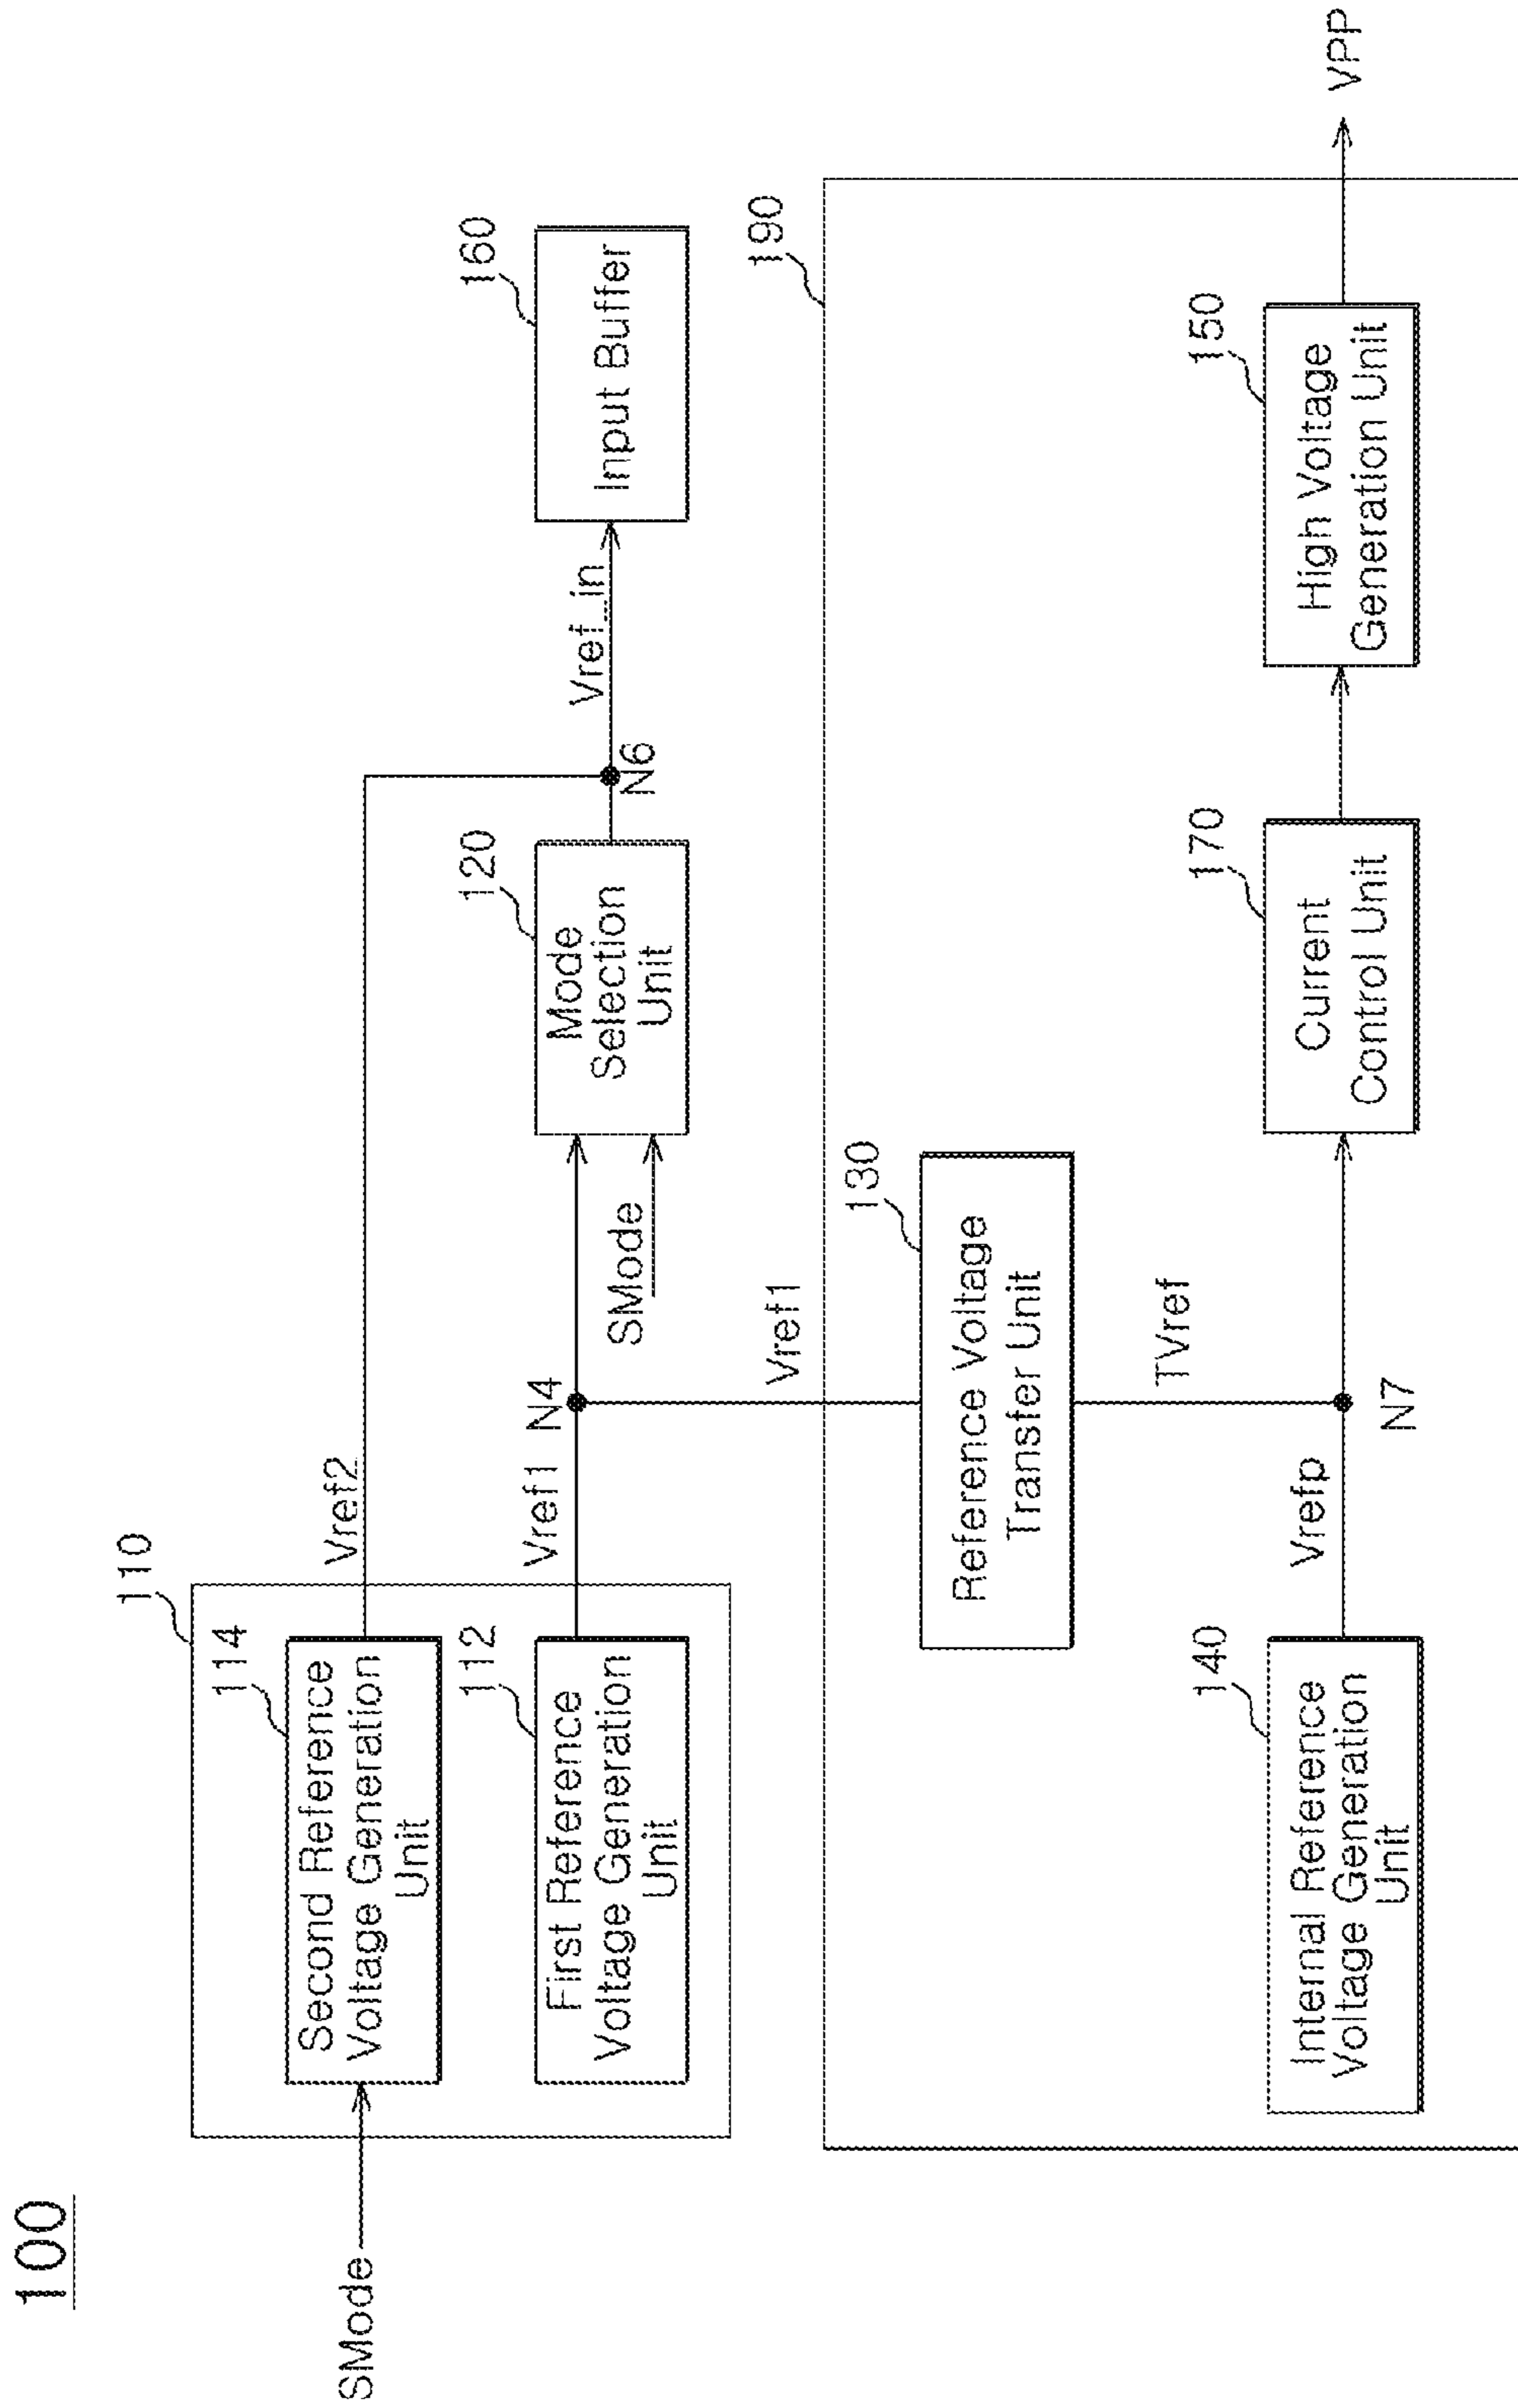 100
110
114
Second Reference
Voltage Generation
Unit
SMode
Vref2
112
First Reference
Voltage Generation
Unit
Vref1
N4
SMode
120
Mode
Selection
Unit
N6
Vref_in
160
Input Buffer
190
Vref1
130
Reference Voltage
Transfer Unit
TVref
140
Internal Reference
Voltage Generation
Unit
Vrefp
N7
170
Current
Control Unit
150
High Voltage
Generation Unit
VPP